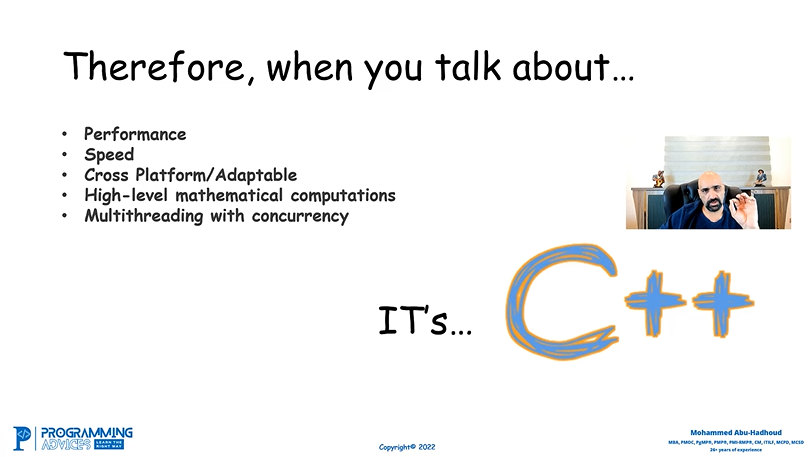 Therefore, when you talk about...
• Performance
• Speed
• Cross Platform/Adaptable
• High-level mathematical computations
• Multithreading with concurrency
IT's...
C++
PROGRAMMING
ADVICES LEARN THE RIGHT WAY
Copyright© 2022
Mohammed Abu-Hadhoud
MBA, PMOC, PgMP®, PMP®, PMI-RMP®, CM, ITILF, MCPD, MCSD
20+ years of experience